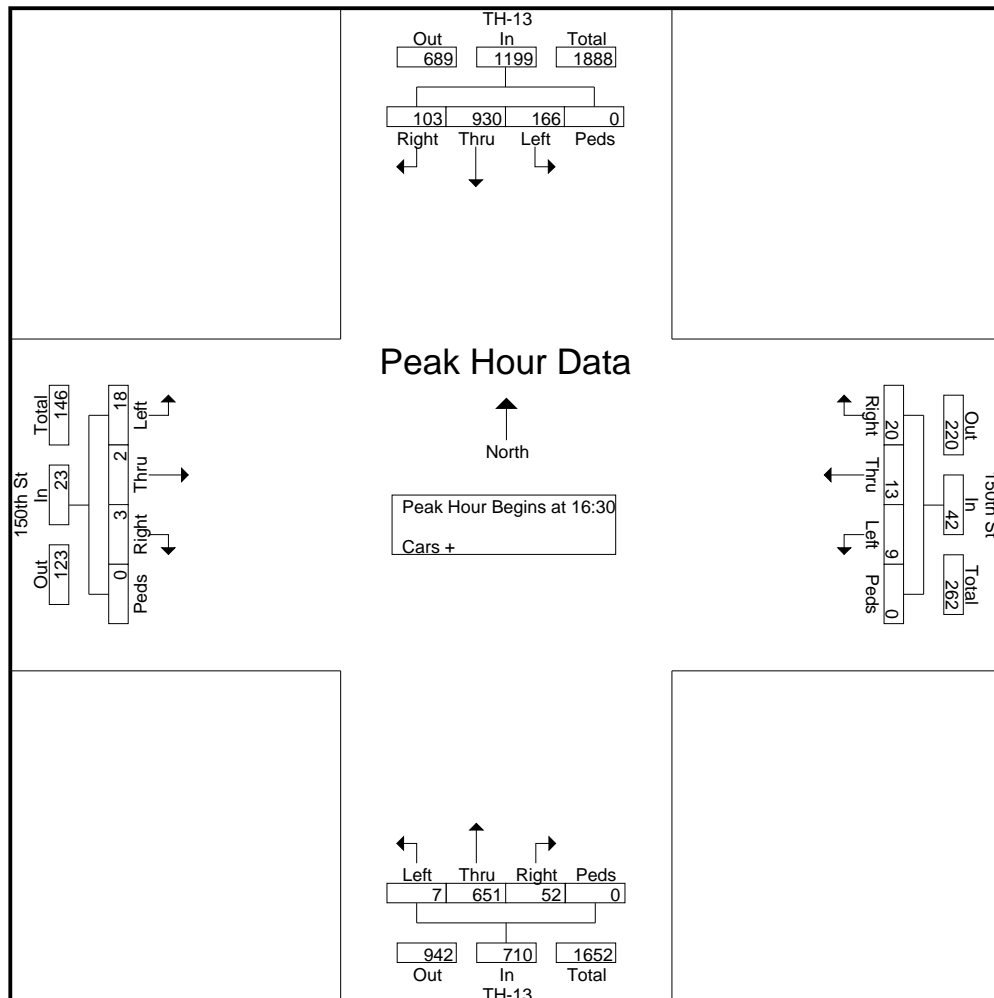 TH-13
Out In Total
689 1199 1888
103 930 166 0
Right Thru Left Peds
Peak Hour Data
North
Peak Hour Begins at 16:30
Cars +
150th St
Total In Out
146 23 123
18 2 3 0
Left Thru Right Peds
Right Thru Left Peds
20 13 9 0
220 42 262
Out In Total
150th St
Left Thru Right Peds
7 651 52 0
942 710 1652
Out In Total
TH-13